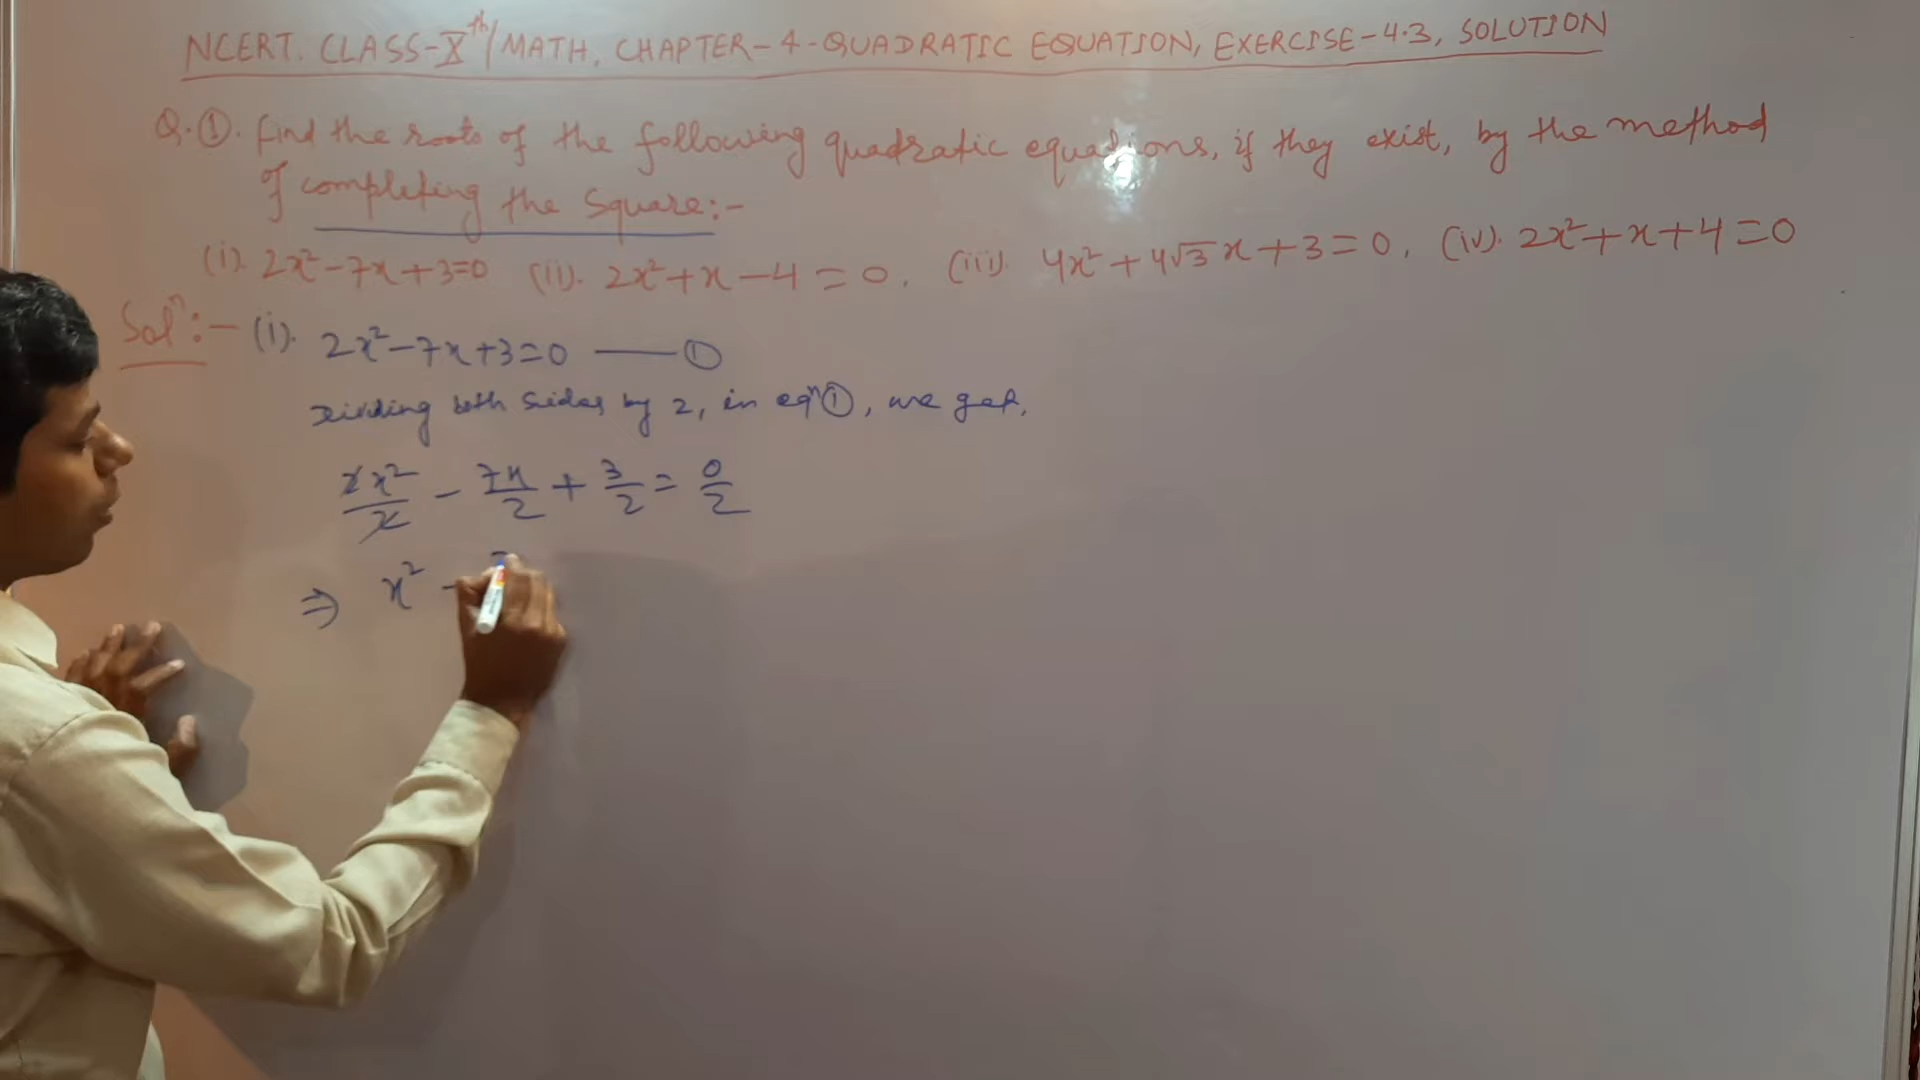 NCERT. CLASS-Xth/MATH, CHAPTER-4-QUADRATIC EQUATION, EXERCISE-4.3, SOLUTION
Q.①. find the roots of the following quadratic equations, if they exist, by the method
of completing the square:-
(i). 2x²-7x+3=0 (ii). 2x²+x-4=0, (iii). 4x²+4√3x+3=0, (iv). 2x²+x+4=0
Solⁿ:- (i). 2x²-7x+3=0 —— ①
Dividing both sides by 2, in eqⁿ①, we get,
2x²/2 - 7x/2 + 3/2 = 0/2
⇒ x² - 7